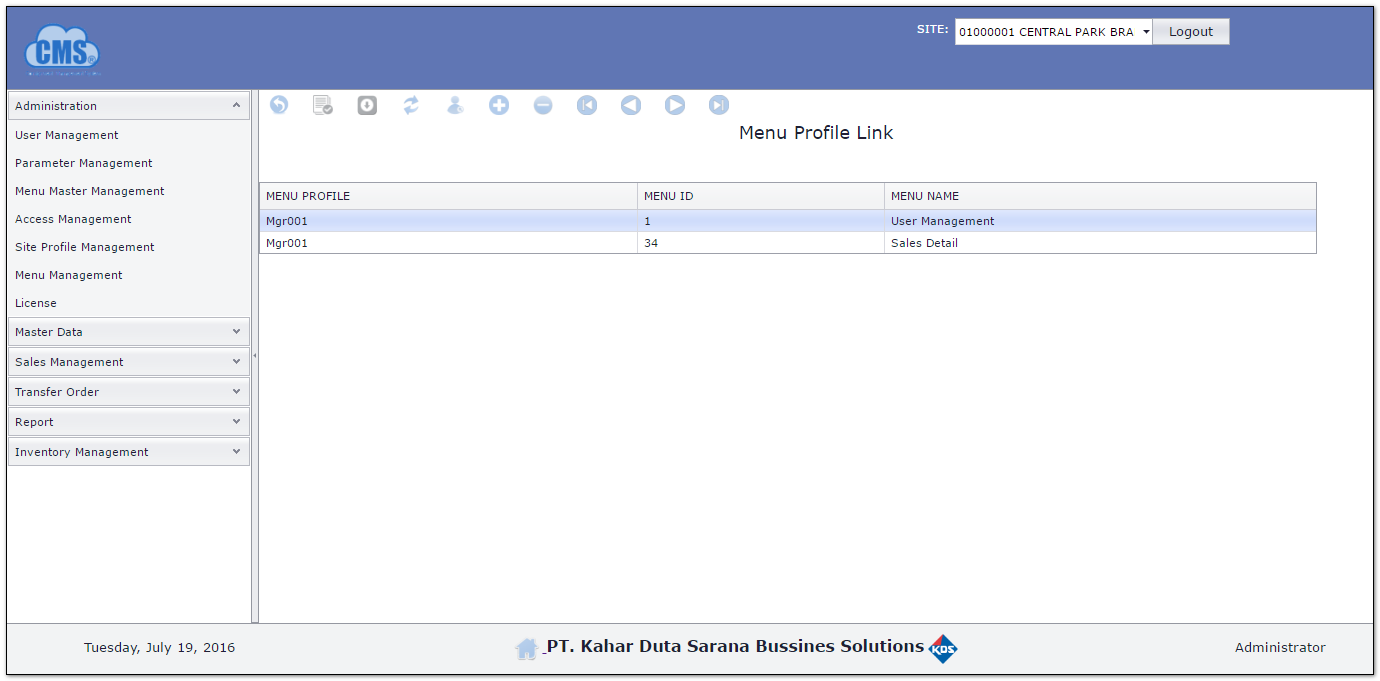 SITE: 01000001 CENTRAL PARK BRA Logout
CMS
Administration
User Management
Parameter Management
Menu Master Management
Access Management
Site Profile Management
Menu Management
License
Master Data
Sales Management
Transfer Order
Report
Inventory Management
Menu Profile Link
MENU PROFILE MENU ID MENU NAME
Mgr001 1 User Management
Mgr001 34 Sales Detail
Tuesday, July 19, 2016 PT. Kahar Duta Sarana Bussines Solutions KDS Administrator